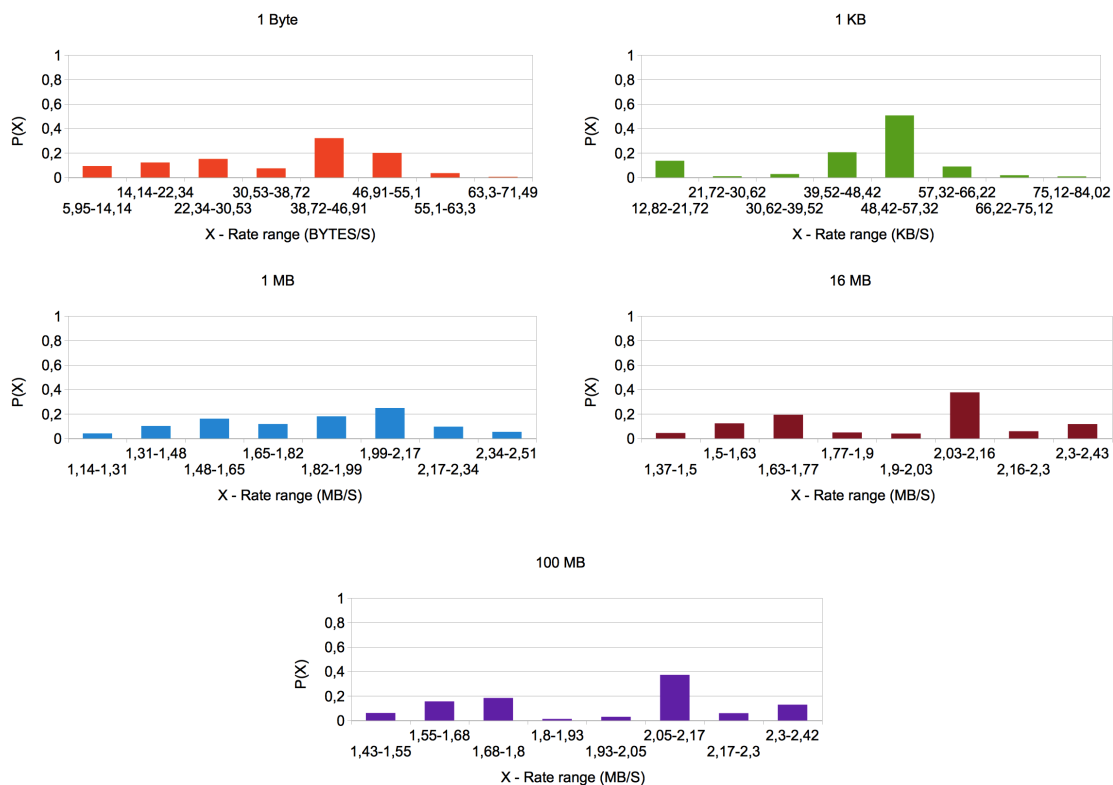 1 Byte
1
0,8
0,6
0,4
0,2
0
P(X)
14,14-22,34 30,53-38,72 46,91-55,1 63,3-71,49
5,95-14,14 22,34-30,53 38,72-46,91 55,1-63,3
X - Rate range (BYTES/S)
1 KB
1
0,8
0,6
0,4
0,2
0
P(X)
21,72-30,62 39,52-48,42 57,32-66,22 75,12-84,02
12,82-21,72 30,62-39,52 48,42-57,32 66,22-75,12
X - Rate range (KB/S)
1 MB
1
0,8
0,6
0,4
0,2
0
P(X)
1,31-1,48 1,65-1,82 1,99-2,17 2,34-2,51
1,14-1,31 1,48-1,65 1,82-1,99 2,17-2,34
X - Rate range (MB/S)
16 MB
1
0,8
0,6
0,4
0,2
0
P(X)
1,5-1,63 1,77-1,9 2,03-2,16 2,3-2,43
1,37-1,5 1,63-1,77 1,9-2,03 2,16-2,3
X - Rate range (MB/S)
100 MB
1
0,8
0,6
0,4
0,2
0
P(X)
1,55-1,68 1,8-1,93 2,05-2,17 2,3-2,42
1,43-1,55 1,68-1,8 1,93-2,05 2,17-2,3
X - Rate range (MB/S)